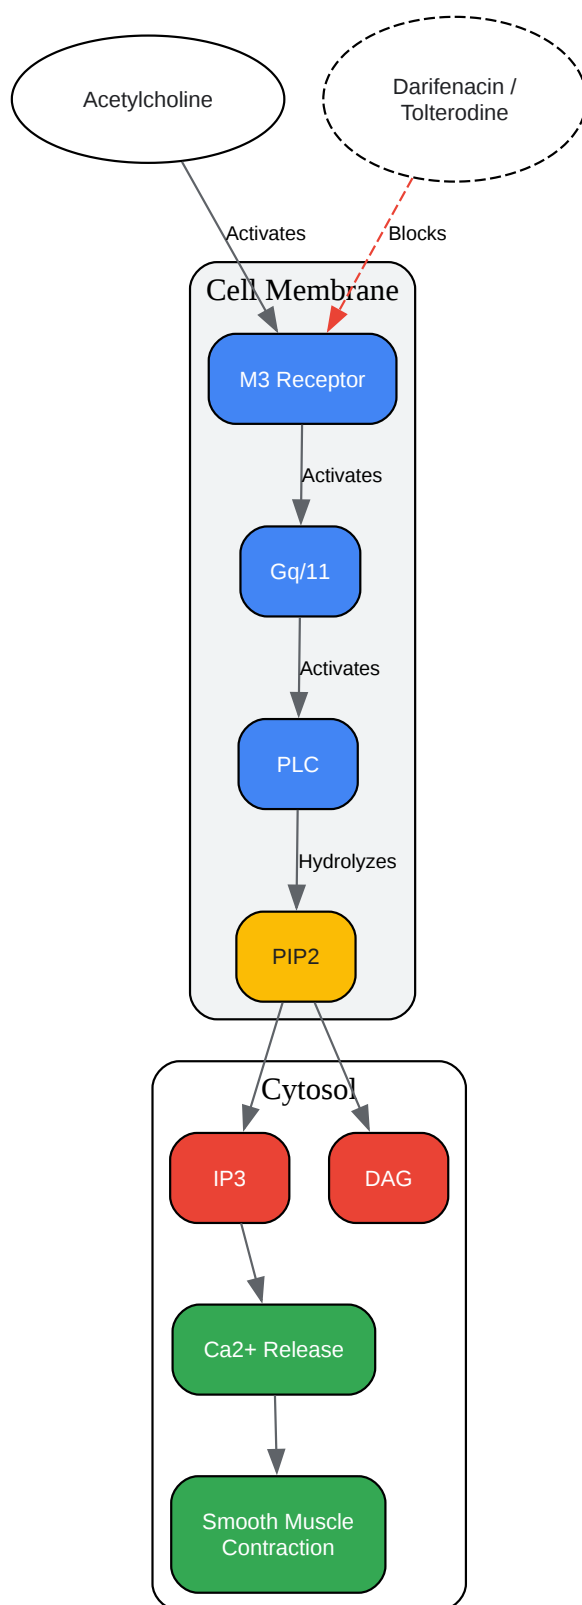 Acetylcholine
Darifenacin /
Tolterodine
Activates
Blocks
Cell Membrane
M3 Receptor
Activates
Gq/11
Activates
PLC
Hydrolyzes
PIP2
Cytosol
IP3
DAG
Ca2+ Release
Smooth Muscle
Contraction